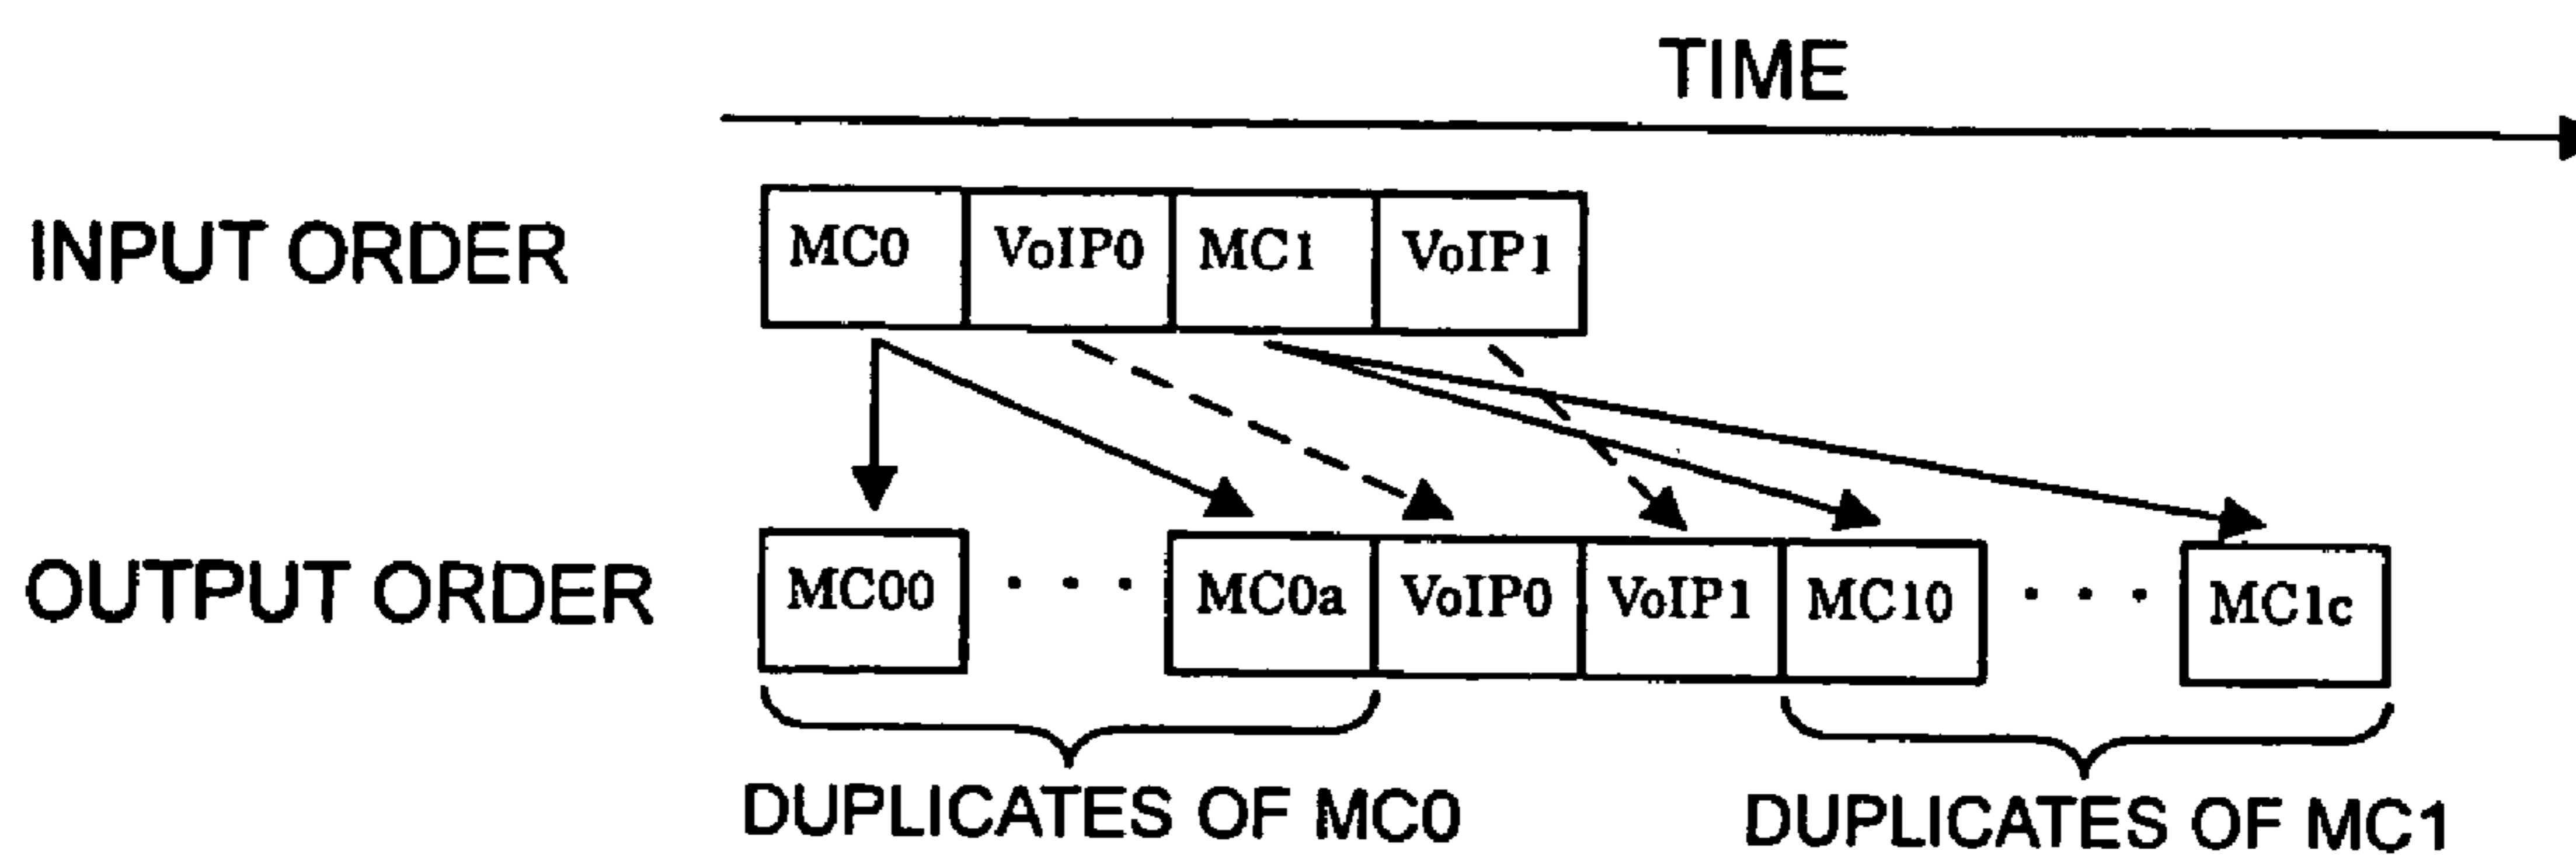 TIME
INPUT ORDER MC0 VoIP0 MC1 VoIP1
OUTPUT ORDER MC00 · · · MC0a VoIP0 VoIP1 MC10 · · · MC1c
DUPLICATES OF MC0 DUPLICATES OF MC1